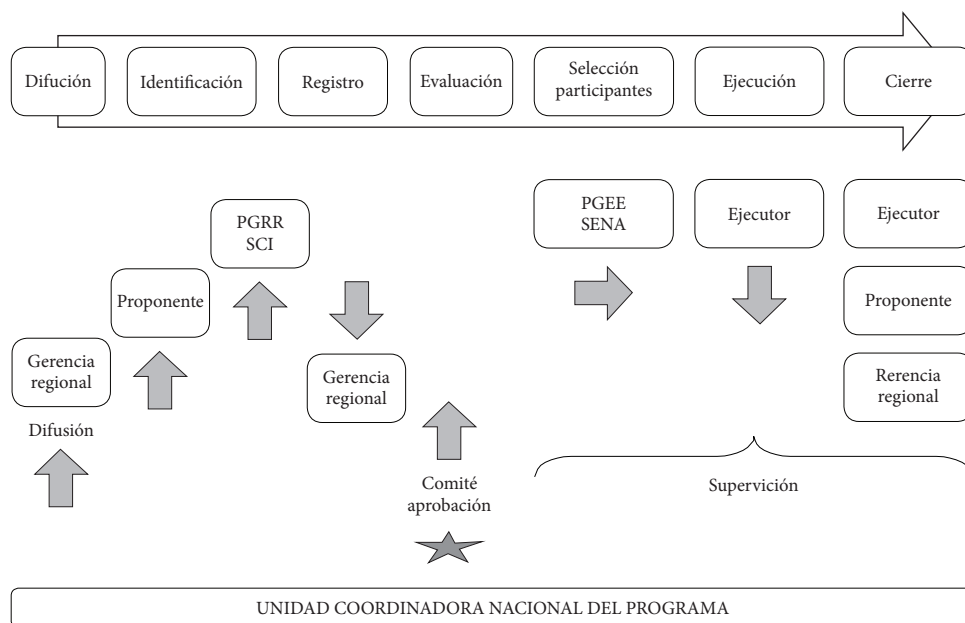 Difución
Identificación
Registro
Evaluación
Selección
participantes
Ejecución
Cierre
PGRR
SCI
PGEE
SENA
Ejecutor
Ejecutor
Proponente
Proponente
Gerencia
regional
Gerencia
regional
Rerencia
regional
Difusión
Comité
aprobación
Supervición
UNIDAD COORDINADORA NACIONAL DEL PROGRAMA